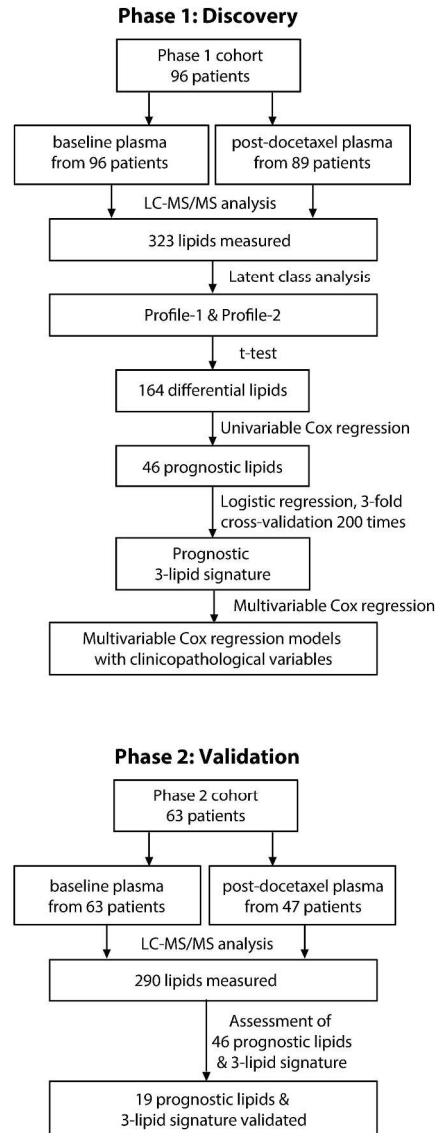 Phase 1: Discovery
Phase 1 cohort
96 patients
baseline plasma
from 96 patients
post-docetaxel plasma
from 89 patients
LC-MS/MS analysis
323 lipids measured
Latent class analysis
Profile-1 & Profile-2
t-test
164 differential lipids
Univariable Cox regression
46 prognostic lipids
Logistic regression, 3-fold
cross-validation 200 times
Prognostic
3-lipid signature
Multivariable Cox regression
Multivariable Cox regression models
with clinicopathological variables
Phase 2: Validation
Phase 2 cohort
63 patients
baseline plasma
from 63 patients
post-docetaxel plasma
from 47 patients
LC-MS/MS analysis
290 lipids measured
Assessment of
46 prognostic lipids
& 3-lipid signature
19 prognostic lipids &
3-lipid signature validated